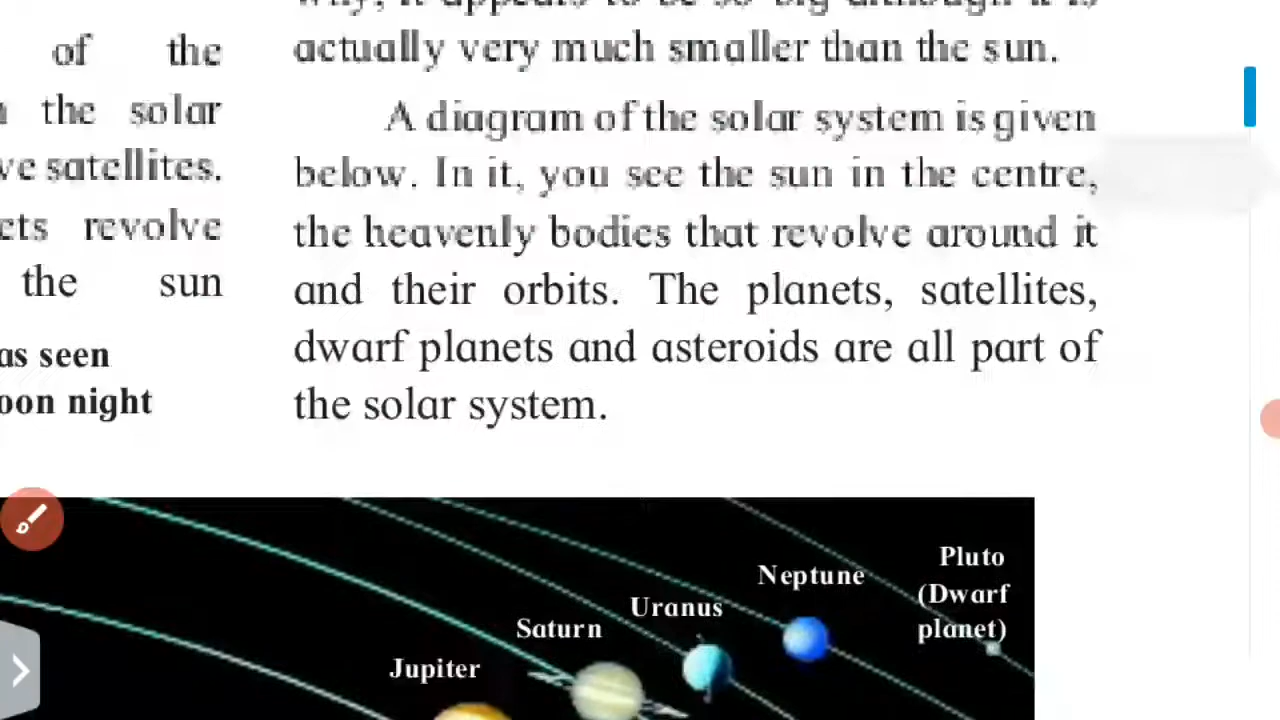 of the
the solar
satellites.
revolve
the sun
as seen
night
actually very much smaller than the sun.
A diagram of the solar system is given
below. In it, you see the sun in the centre,
the heavenly bodies that revolve around it
and their orbits. The planets, satellites,
dwarf planets and asteroids are all part of
the solar system.
Pluto
(Dwarf
planet)
Neptune
Uranus
Saturn
Jupiter